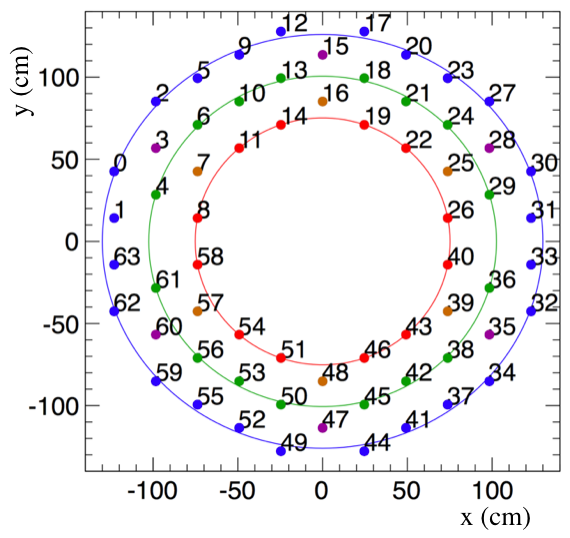 12 17
9 15 20
y (cm)
100 5 13 18 23
2 10 16 21 27
6 14 19 24
3 11 22 28
50 0 7 25 30
4 29
1 8 26 31
0
63 58 40 33
61 36
-50 62 57 39 32
60 54 43 35
56 51 46 38
59 53 48 42 34
-100 55 50 45 37
52 47 41
49 44
-100 -50 0 50 100
x (cm)